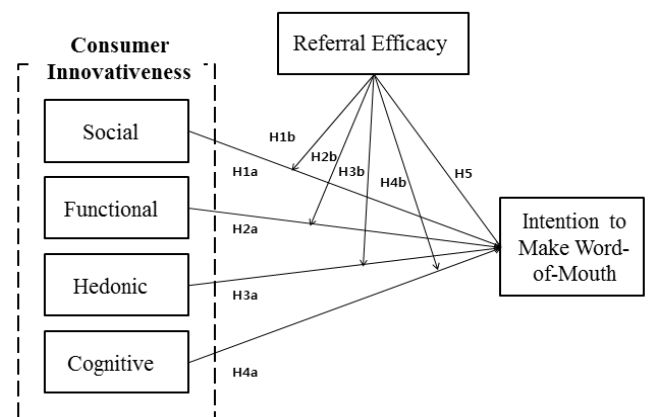 Consumer
Innovativeness
Social
Functional
Hedonic
Cognitive
Referral Efficacy
H1b
H2b
H3b
H4b
H5
H1a
H2a
H3a
H4a
Intention to
Make Word-
of-Mouth